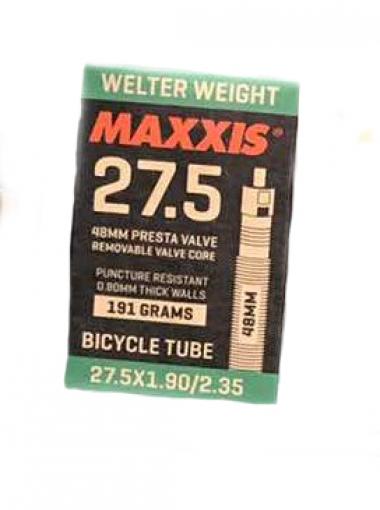 WELTER WEIGHT
MAXXIS®
27.5
48MM PRESTA VALVE
REMOVABLE VALVE CORE
PUNCTURE RESISTANT
0.80MM THICK WALLS
191 GRAMS
48MM
BICYCLE TUBE
27.5X1.90/2.35